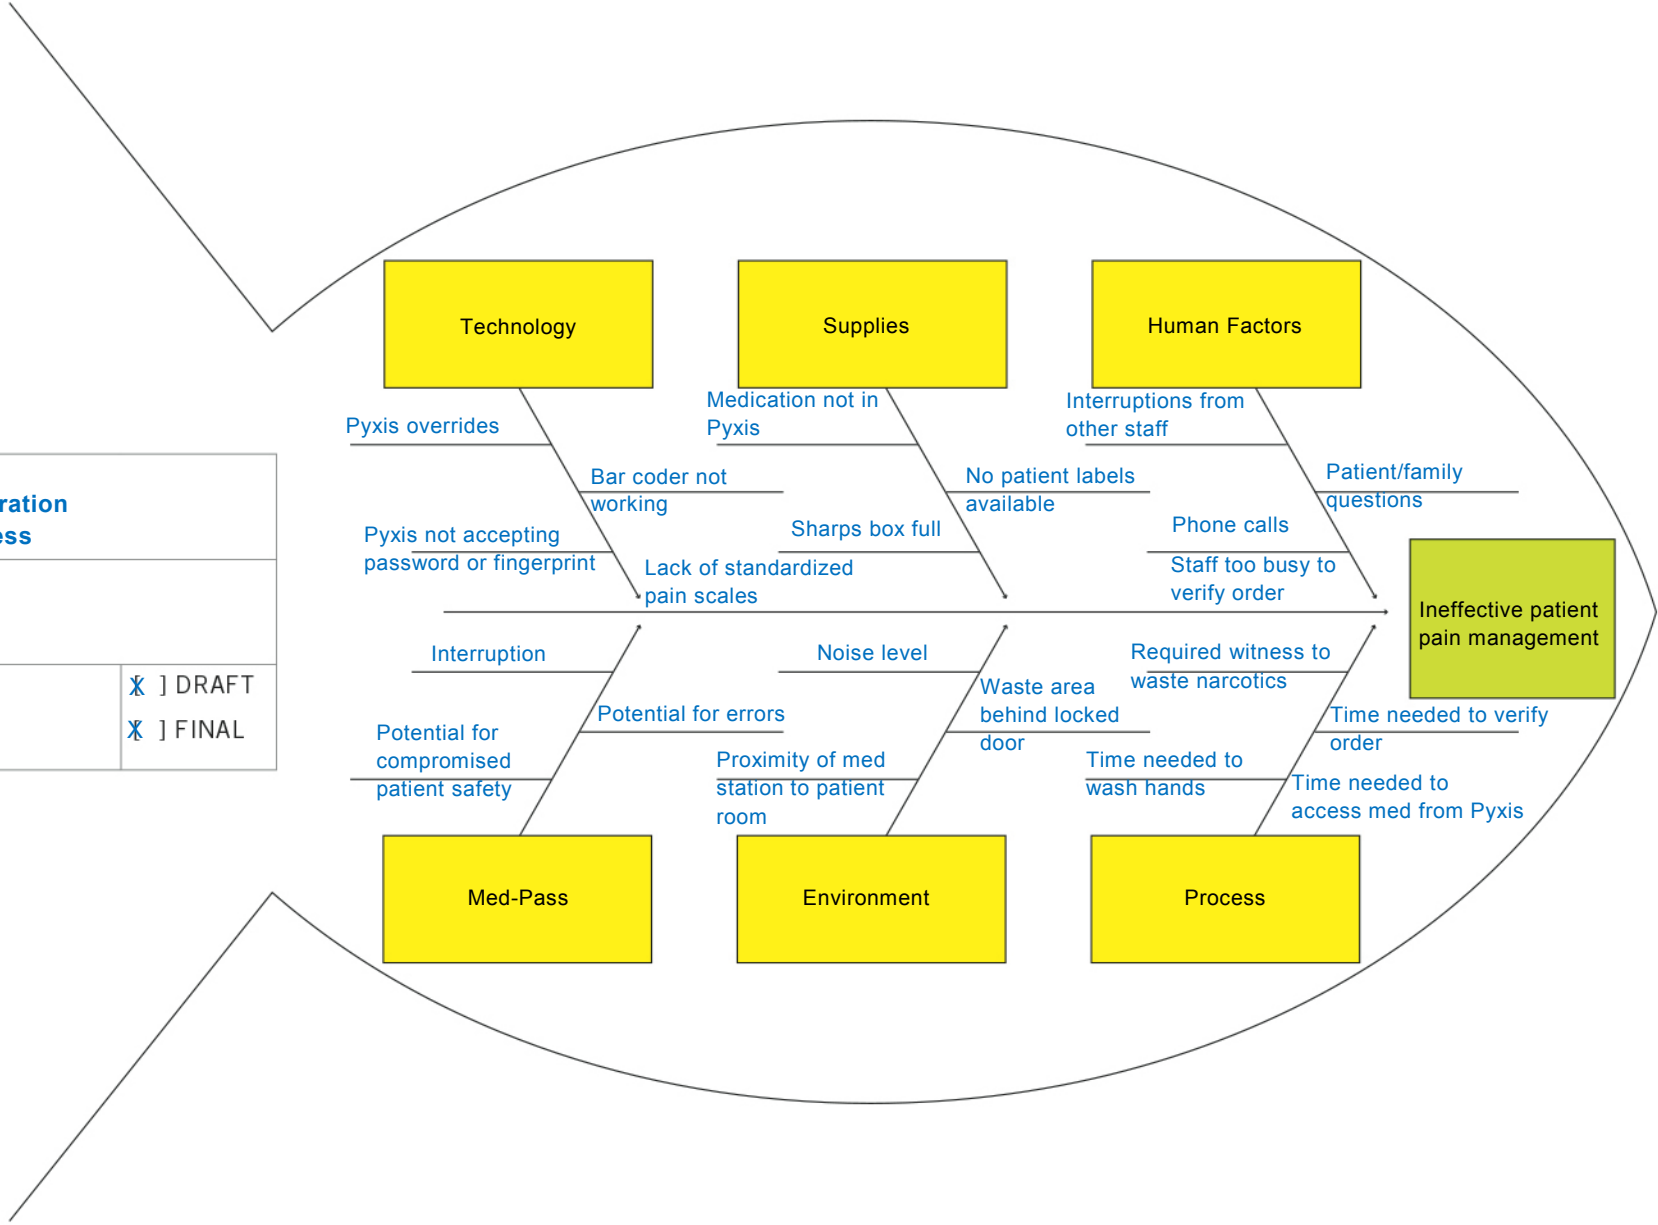 Technology
Supplies
Human Factors
Pyxis overrides
Bar coder not
working
Pyxis not accepting
password or fingerprint
Medication not in
Pyxis
No patient labels
available
Sharps box full
Lack of standardized
pain scales
Interruptions from
other staff
Patient/family
questions
Phone calls
Staff too busy to
verify order
ration
ess
X [ ] DRAFT
X [ ] FINAL
Ineffective patient
pain management
Interruption
Potential for errors
Potential for
compromised
patient safety
Noise level
Waste area
behind locked
door
Proximity of med
station to patient
room
Required witness to
waste narcotics
Time needed to verify
order
Time needed to
wash hands
Time needed to
access med from Pyxis
Med-Pass
Environment
Process